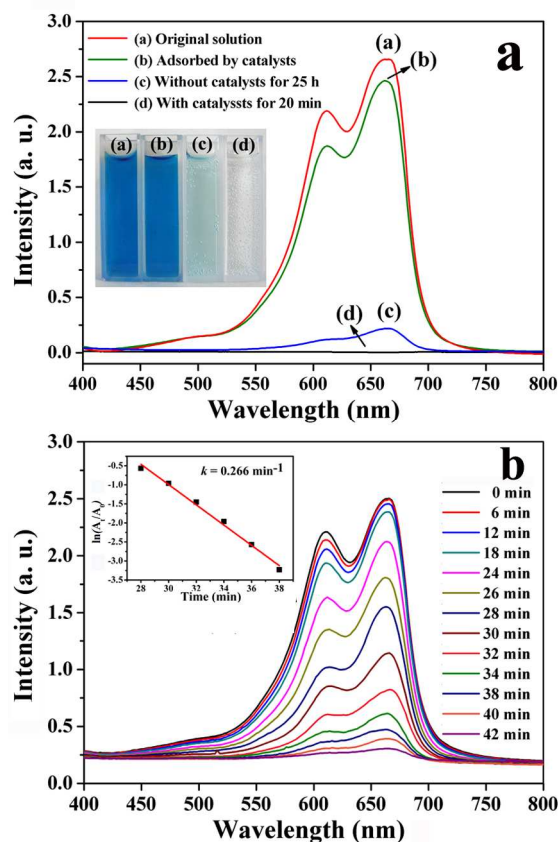 a
(a) Original solution
(b) Adsorbed by catalysts
(c) Without catalysts for 25 h
(d) With catalyssts for 20 min
(a)
(b)
(a) (b) (c) (d)
(d) (c)
Intensity (a. u.)
3.0
2.5
2.0
1.5
1.0
0.5
0.0
400 450 500 550 600 650 700 750 800
Wavelength (nm)
b
k = 0.266 min-1
ln(At/A0)
-0.5
-1.0
-1.5
-2.0
-2.5
-3.0
-3.5
28 30 32 34 36 38
Time (min)
0 min
6 min
12 min
18 min
24 min
26 min
28 min
30 min
32 min
34 min
38 min
40 min
42 min
Intensity (a. u.)
3.0
2.5
2.0
1.5
1.0
0.5
0.0
400 450 500 550 600 650 700 750 800
Wavelength (nm)